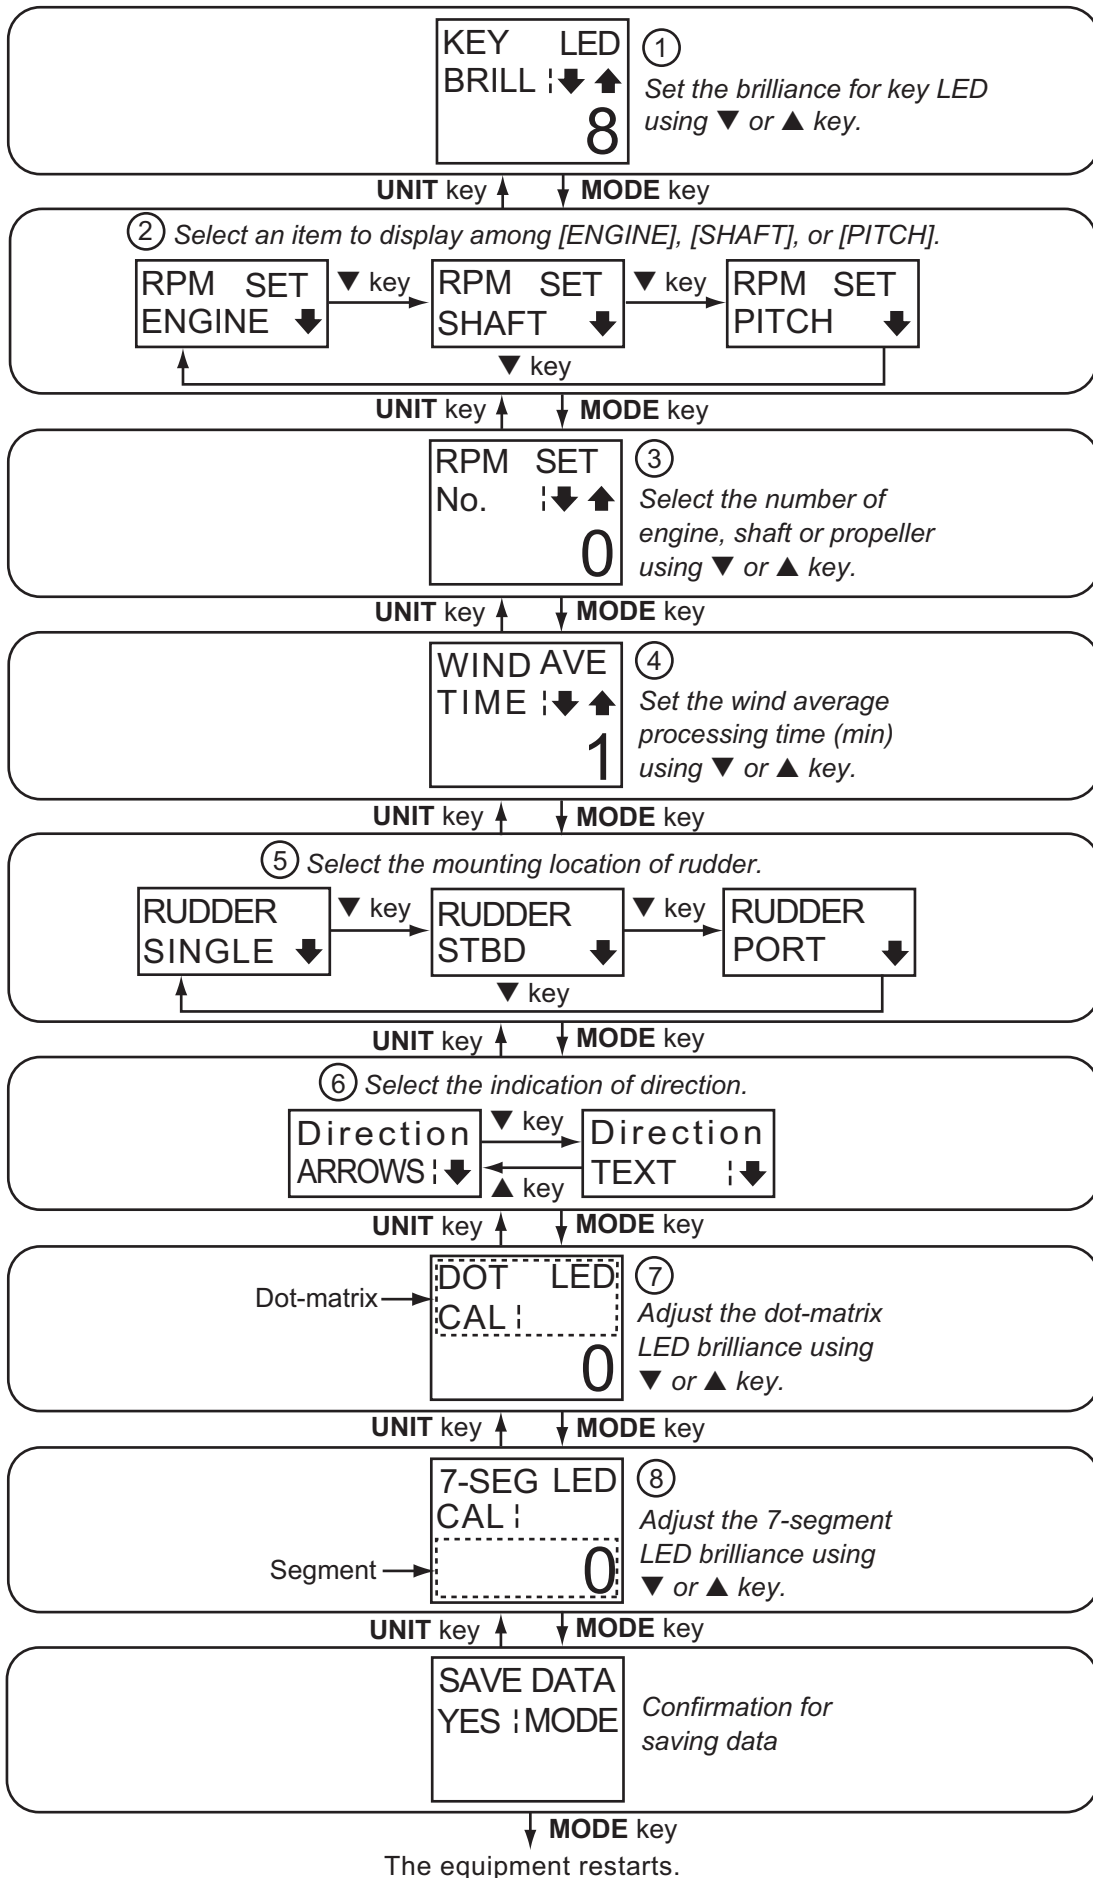 KEY LED
BRILL ¦🡇 🡅
8
①
Set the brilliance for key LED
using ▼ or ▲ key.
UNIT key MODE key
② Select an item to display among [ENGINE], [SHAFT], or [PITCH].
RPM SET ▼ key RPM SET ▼ key RPM SET
ENGINE 🡇 SHAFT 🡇 PITCH 🡇
▼ key
UNIT key MODE key
RPM SET
No. ¦🡇 🡅
0
③
Select the number of
engine, shaft or propeller
using ▼ or ▲ key.
UNIT key MODE key
WIND AVE
TIME ¦🡇 🡅
1
④
Set the wind average
processing time (min)
using ▼ or ▲ key.
UNIT key MODE key
⑤ Select the mounting location of rudder.
RUDDER ▼ key RUDDER ▼ key RUDDER
SINGLE 🡇 STBD 🡇 PORT 🡇
▼ key
UNIT key MODE key
⑥ Select the indication of direction.
Direction ▼ key Direction
ARROWS ¦🡇 ▲ key TEXT ¦🡇
UNIT key MODE key
Dot-matrix
DOT LED
CAL ¦
0
⑦
Adjust the dot-matrix
LED brilliance using
▼ or ▲ key.
UNIT key MODE key
7-SEG LED
CAL ¦
Segment
0
⑧
Adjust the 7-segment
LED brilliance using
▼ or ▲ key.
UNIT key MODE key
SAVE DATA
YES ¦MODE
Confirmation for
saving data
MODE key
The equipment restarts.